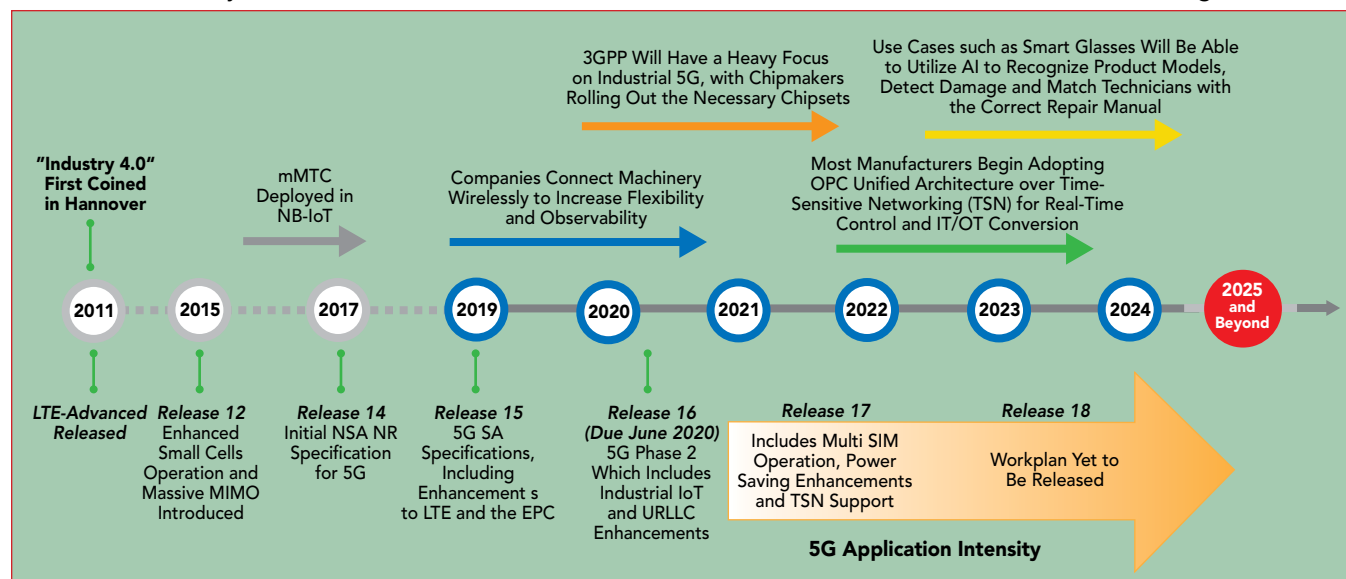 3GPP Will Have a Heavy Focus
on Industrial 5G, with Chipmakers
Rolling Out the Necessary Chipsets
Use Cases such as Smart Glasses Will Be Able
to Utilize AI to Recognize Product Models,
Detect Damage and Match Technicians with
the Correct Repair Manual
"Industry 4.0"
First Coined
in Hannover
mMTC
Deployed in
NB-IoT
Companies Connect Machinery
Wirelessly to Increase Flexibility
and Observability
Most Manufacturers Begin Adopting
OPC Unified Architecture over Time-
Sensitive Networking (TSN) for Real-Time
Control and IT/OT Conversion
2011
2015
2017
2019
2020
2021
2022
2023
2024
2025
and
Beyond
LTE-Advanced
Released
Release 12
Enhanced
Small Cells
Operation and
Massive MIMO
Introduced
Release 14
Initial NSA NR
Specification
for 5G
Release 15
5G SA
Specifications,
Including
Enhancement s
to LTE and the EPC
Release 16
(Due June 2020)
5G Phase 2
Which Includes
Industrial IoT
and URLLC
Enhancements
Release 17
Includes Multi SIM
Operation, Power
Saving Enhancements
and TSN Support
Release 18
Workplan Yet to
Be Released
5G Application Intensity